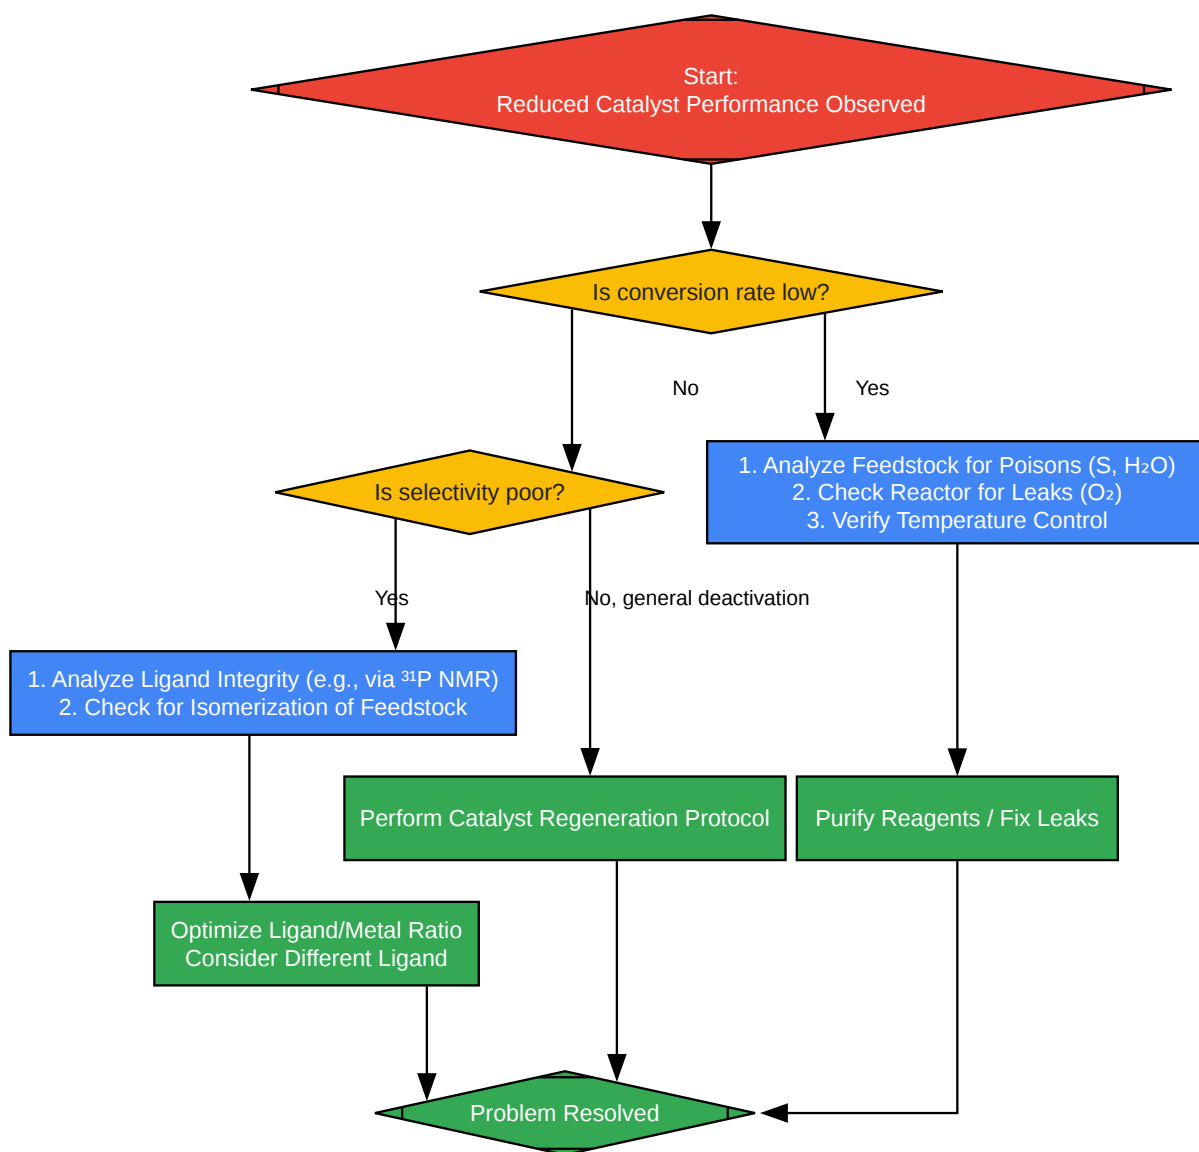 Start:
Reduced Catalyst Performance Observed
Is conversion rate low?
No
Yes
1. Analyze Feedstock for Poisons (S, H₂O)
2. Check Reactor for Leaks (O₂)
3. Verify Temperature Control
Is selectivity poor?
Yes
No, general deactivation
1. Analyze Ligand Integrity (e.g., via ³¹P NMR)
2. Check for Isomerization of Feedstock
Perform Catalyst Regeneration Protocol
Purify Reagents / Fix Leaks
Optimize Ligand/Metal Ratio
Consider Different Ligand
Problem Resolved